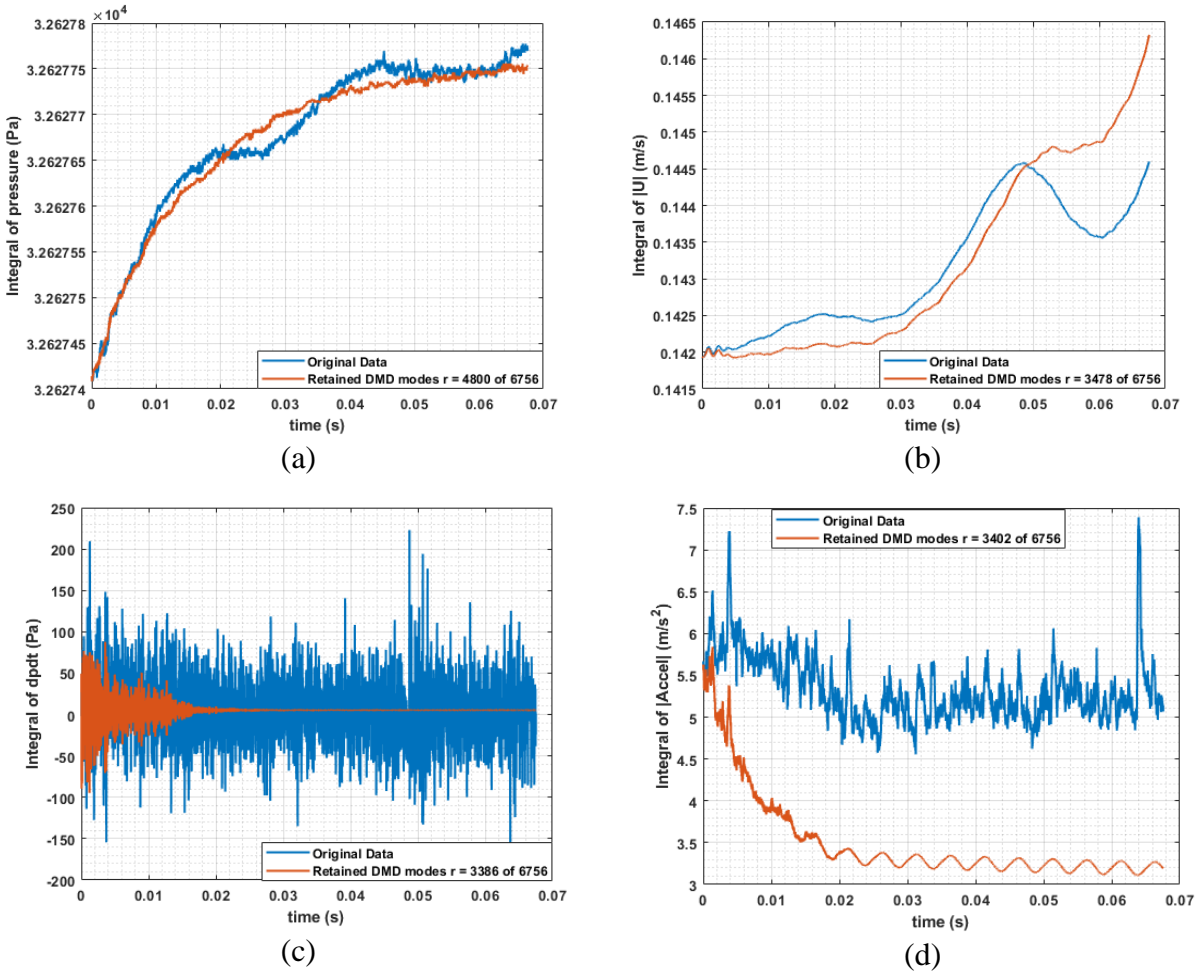 ×10⁴
3.26278
3.262775
3.26277
3.262765
3.26276
3.262755
3.26275
3.262745
3.26274
Integral of pressure (Pa)
Original Data
Retained DMD modes r = 4800 of 6756
0 0.01 0.02 0.03 0.04 0.05 0.06 0.07
time (s)
(a)
0.1465
0.146
0.1455
0.145
0.1445
0.144
0.1435
0.143
0.1425
0.142
0.1415
Integral of |U| (m/s)
Original Data
Retained DMD modes r = 3478 of 6756
0 0.01 0.02 0.03 0.04 0.05 0.06 0.07
time (s)
(b)
250
200
150
100
50
0
-50
-100
-150
-200
Integral of dpdt (Pa)
Original Data
Retained DMD modes r = 3386 of 6756
0 0.01 0.02 0.03 0.04 0.05 0.06 0.07
time (s)
(c)
7.5
7
6.5
6
5.5
5
4.5
4
3.5
3
Integral of |Accel| (m/s²)
Original Data
Retained DMD modes r = 3402 of 6756
0 0.01 0.02 0.03 0.04 0.05 0.06 0.07
time (s)
(d)